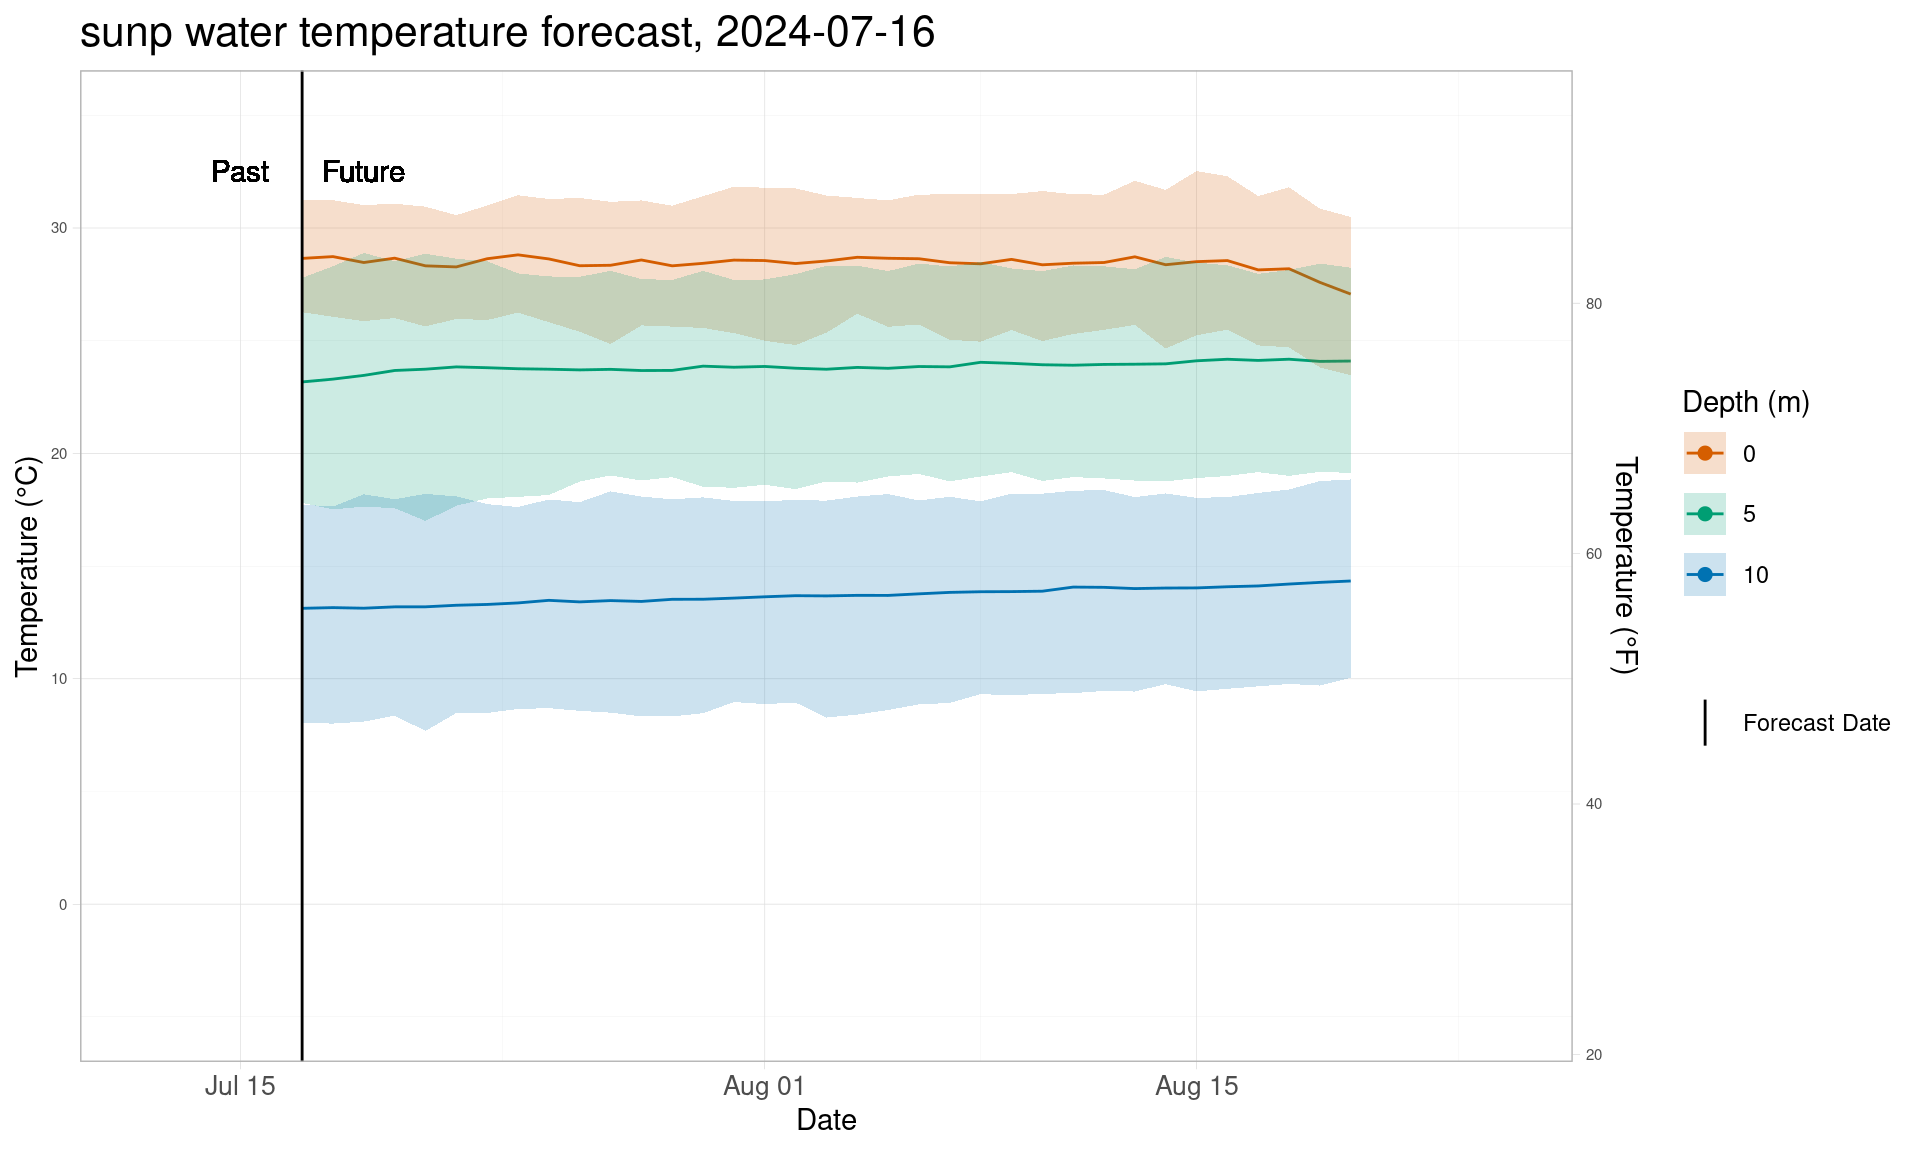 sunp water temperature forecast, 2024-07-16
Past
Future
30
20
10
0
Temperature (°C)
80
60
40
20
Temperature (°F)
Jul 15
Aug 01
Aug 15
Date
Depth (m)
0
5
10
Forecast Date